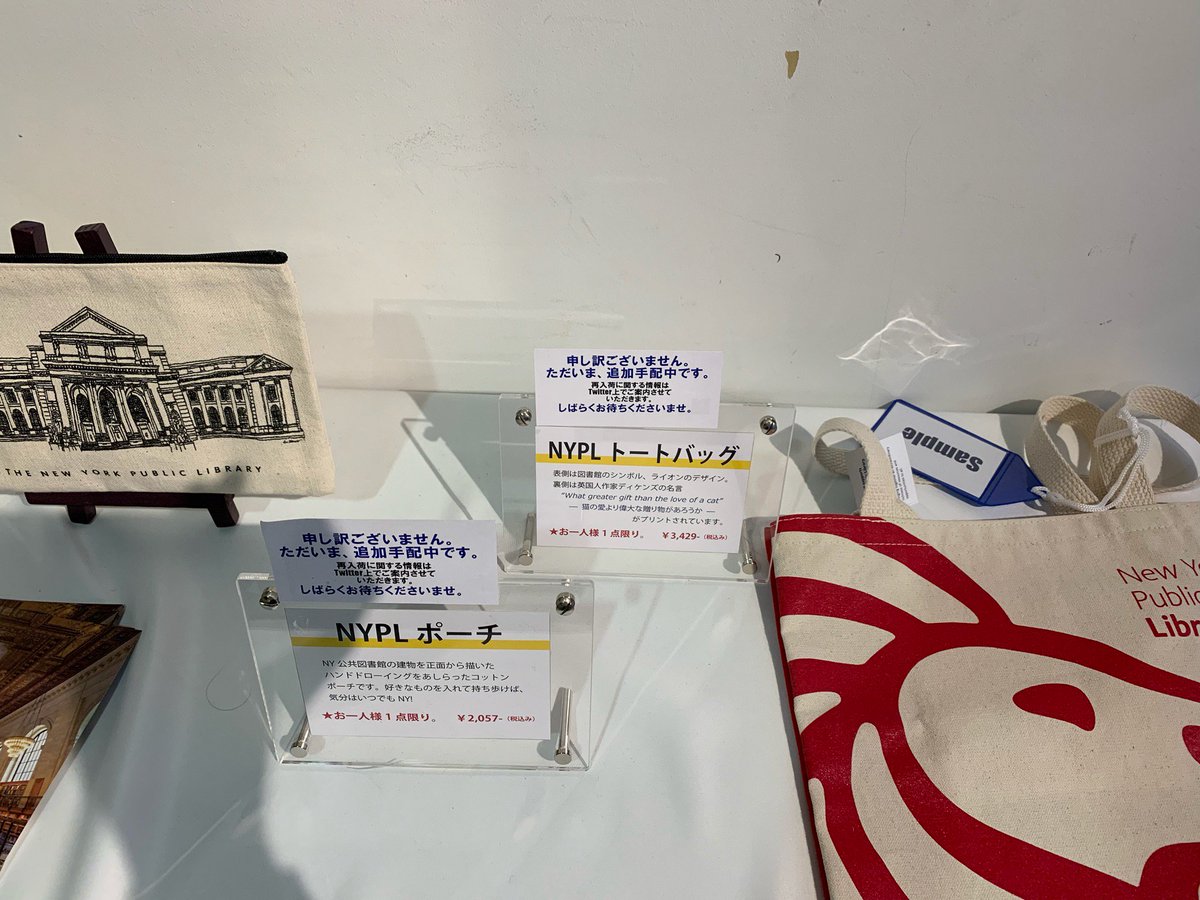 THE NEW YORK PUBLIC LIBRARY
申し訳ございません。
ただいま、追加手配中です。
再入荷に関する情報は
Twitter上でご案内させて
いただきます。
しばらくお待ちくださいませ。
NYPL トートバッグ
表側は図書館のシンボル、ライオンのデザイン。
裏側は英国人作家ディケンズの名言
“What greater gift than the love of a cat”
― 猫の愛より偉大な贈り物があろうか ―
がプリントされています。
★お一人様1点限り。 ¥3,429-(税込み)
申し訳ございません。
ただいま、追加手配中です。
再入荷に関する情報は
Twitter上でご案内させて
いただきます。
しばらくお待ちくださいませ。
NYPL ポーチ
NY公共図書館の建物を正面から描いた
ハンドドローイングをあしらったコットン
ポーチです。好きなものを入れて持ち歩けば、
気分はいつでも NY!
★お一人様1点限り。 ¥2,057-(税込み)
Sample
New Yo
Public
Libr